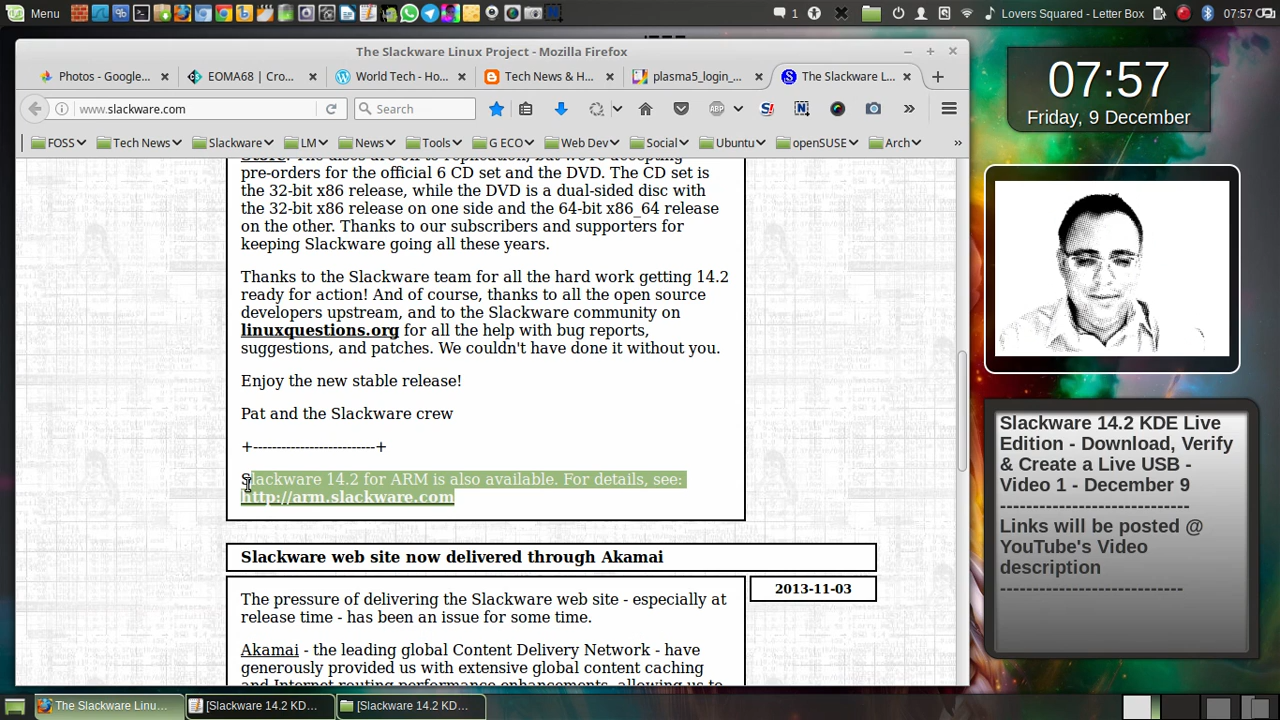 Menu
1
Lovers Squared - Letter Box
07:57
The Slackware Linux Project - Mozilla Firefox
Photos - Google...
EOMA68 | Cro...
World Tech - Ho...
Tech News & H...
plasma5_login_...
The Slackware L...
www.slackware.com
Search
ABP
FOSS
Tech News
Slackware
LM
News
Tools
G ECO
Web Dev
Social
Ubuntu
openSUSE
Arch
»
pre-orders for the official 6 CD set and the DVD. The CD set is
the 32-bit x86 release, while the DVD is a dual-sided disc with
the 32-bit x86 release on one side and the 64-bit x86_64 release
on the other. Thanks to our subscribers and supporters for
keeping Slackware going all these years.
Thanks to the Slackware team for all the hard work getting 14.2
ready for action! And of course, thanks to all the open source
developers upstream, and to the Slackware community on
linuxquestions.org for all the help with bug reports,
suggestions, and patches. We couldn't have done it without you.
Enjoy the new stable release!
Pat and the Slackware crew
+--------------------------+
Slackware 14.2 for ARM is also available. For details, see:
http://arm.slackware.com
Slackware web site now delivered through Akamai
2013-11-03
The pressure of delivering the Slackware web site - especially at
release time - has been an issue for some time.
Akamai - the leading global Content Delivery Network - have
generously provided us with extensive global content caching
and Internet routing performance enhancements, allowing us to
07:57
Friday, 9 December
Slackware 14.2 KDE Live
Edition - Download, Verify
& Create a Live USB -
Video 1 - December 9
----------------------------
Links will be posted @
YouTube's Video
description
---------------------------
The Slackware Linu...
[Slackware 14.2 KD...
[Slackware 14.2 KD...